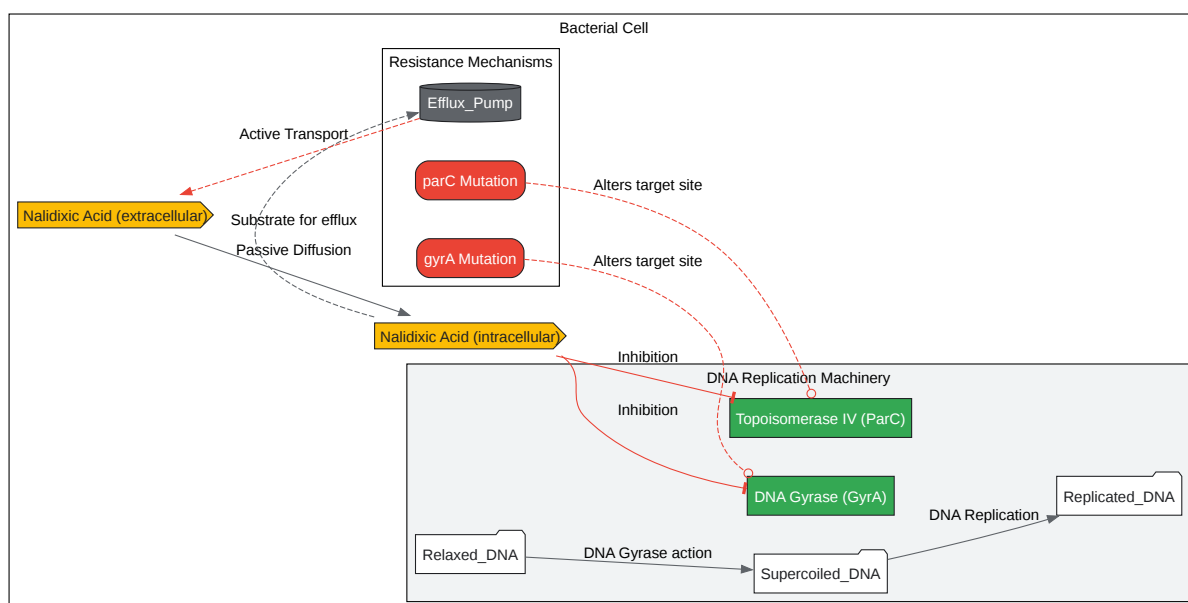 Bacterial Cell
Resistance Mechanisms
Efflux_Pump
Active Transport
parC Mutation
Alters target site
Nalidixic Acid (extracellular)
Substrate for efflux
Passive Diffusion
gyrA Mutation
Alters target site
Nalidixic Acid (intracellular)
Inhibition
DNA Replication Machinery
Topoisomerase IV (ParC)
Inhibition
DNA Gyrase (GyrA)
Replicated_DNA
DNA Replication
Relaxed_DNA
DNA Gyrase action
Supercoiled_DNA